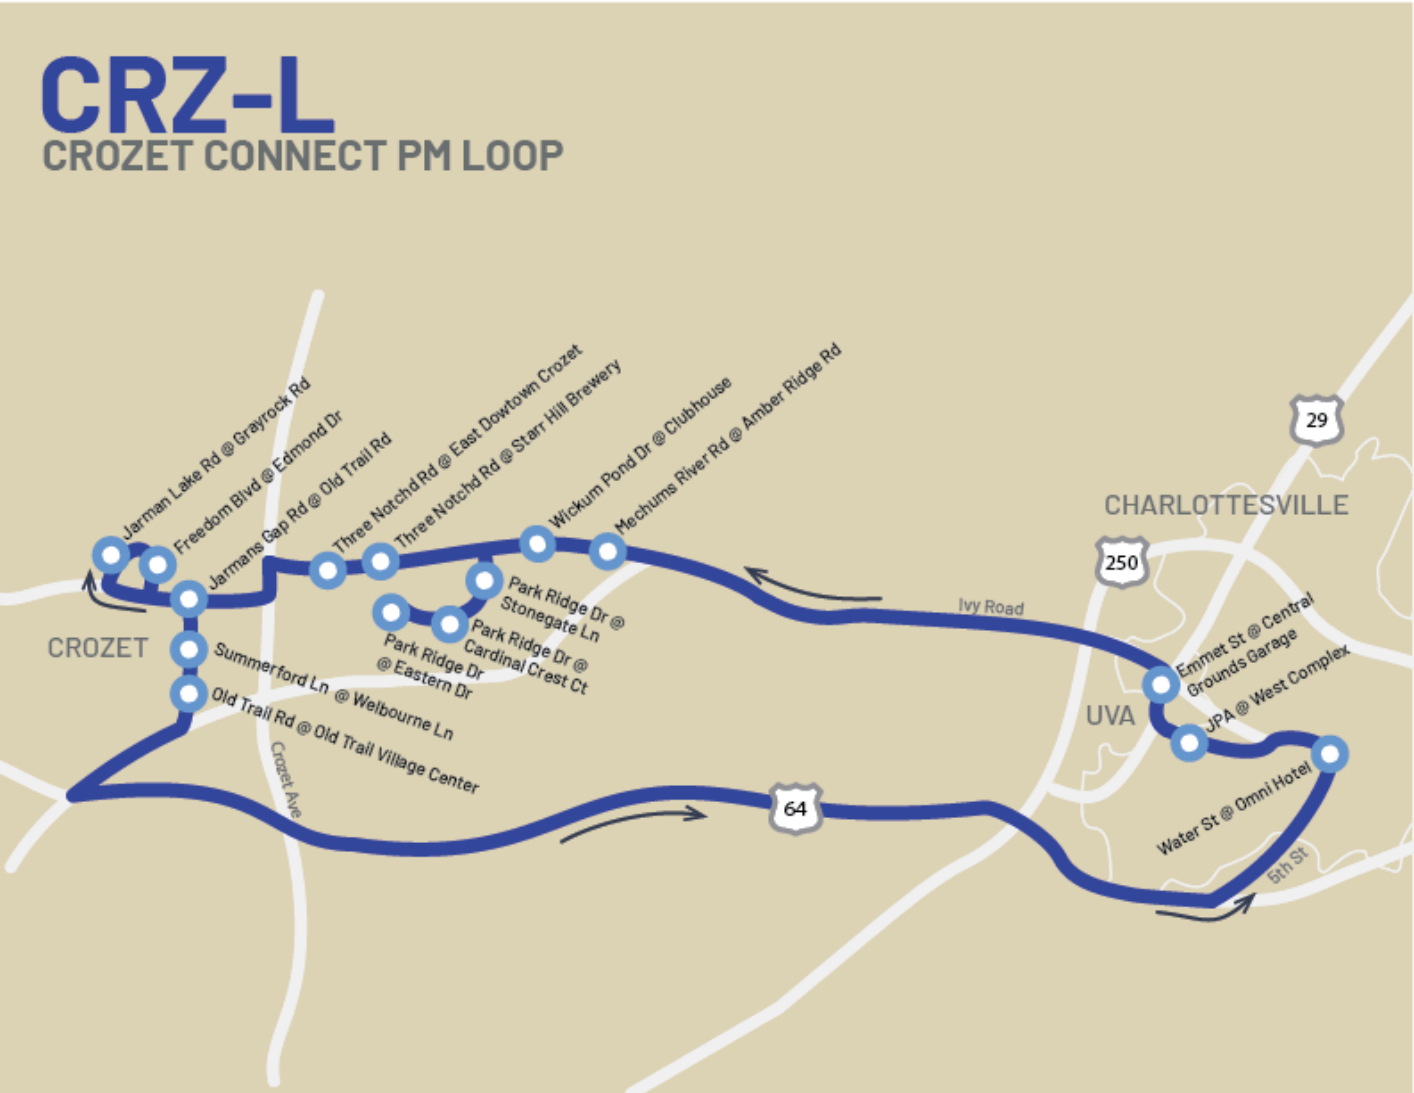 CRZ-L
CROZET CONNECT PM LOOP
Jarman Lake Rd @ Grayrock Rd
Freedom Blvd @ Edmond Dr
Jarmans Gap Rd @ Old Trail Rd
Three Notchd Rd @ East Dowtown Crozet
Three Notchd Rd @ Starr Hill Brewery
Wickum Pond Dr @ Clubhouse
Mechums River Rd @ Amber Ridge Rd
29
CHARLOTTESVILLE
250
Ivy Road
Park Ridge Dr @
Stonegate Ln
Park Ridge Dr @
Cardinal Crest Ct
Park Ridge Dr
@ Eastern Dr
CROZET
Summerford Ln @ Welbourne Ln
Old Trail Rd @ Old Trail Village Center
Crozet Ave
Emmet St @ Central
Grounds Garage
UVA
JPA @ West Complex
Water St @ Omni Hotel
64
5th St